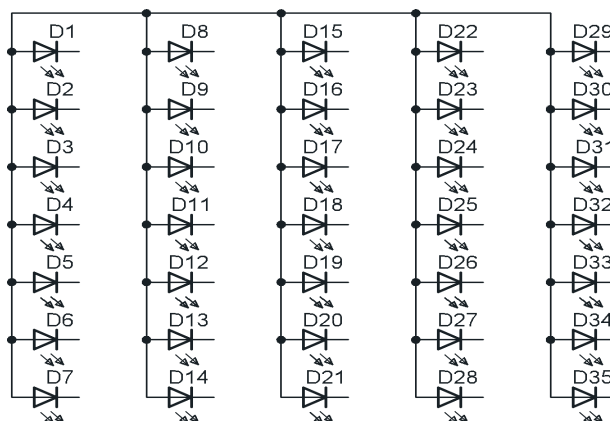 D1 D8 D15 D22 D29
D2 D9 D16 D23 D30
D3 D10 D17 D24 D31
D4 D11 D18 D25 D32
D5 D12 D19 D26 D33
D6 D13 D20 D27 D34
D7 D14 D21 D28 D35